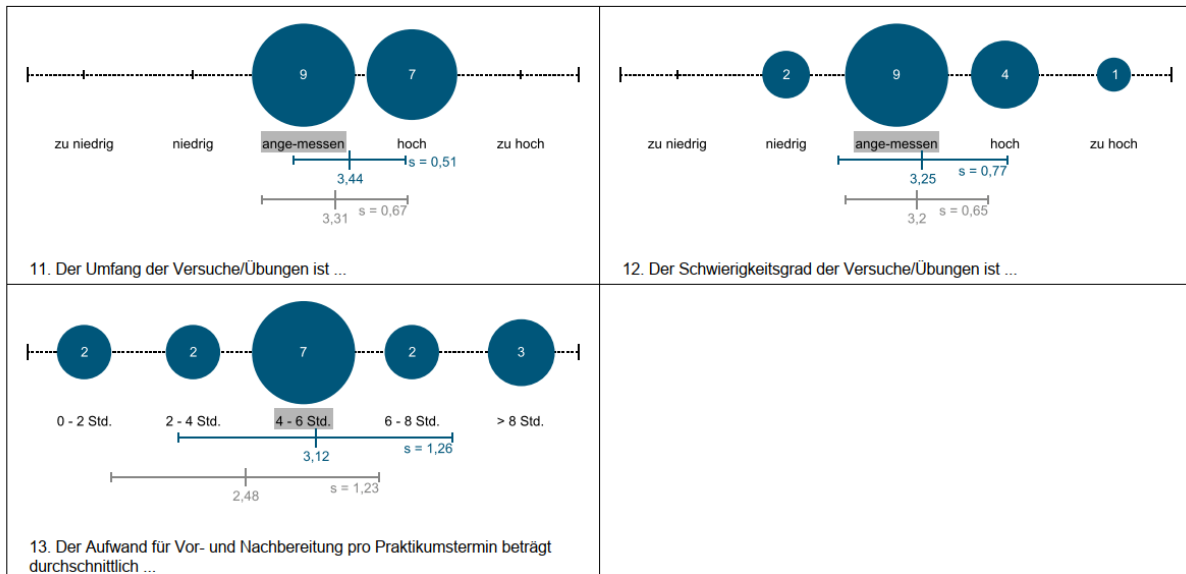 9
7
zu niedrig
niedrig
ange-messen
hoch
zu hoch
s = 0,51
3,44
s = 0,67
3,31
11. Der Umfang der Versuche/Übungen ist ...
2
9
4
1
zu niedrig
niedrig
ange-messen
hoch
zu hoch
s = 0,77
3,25
s = 0,65
3,2
12. Der Schwierigkeitsgrad der Versuche/Übungen ist ...
2
2
7
2
3
0 - 2 Std.
2 - 4 Std.
4 - 6 Std.
6 - 8 Std.
> 8 Std.
s = 1,26
3,12
s = 1,23
2,48
13. Der Aufwand für Vor- und Nachbereitung pro Praktikumstermin beträgt
durchschnittlich ...